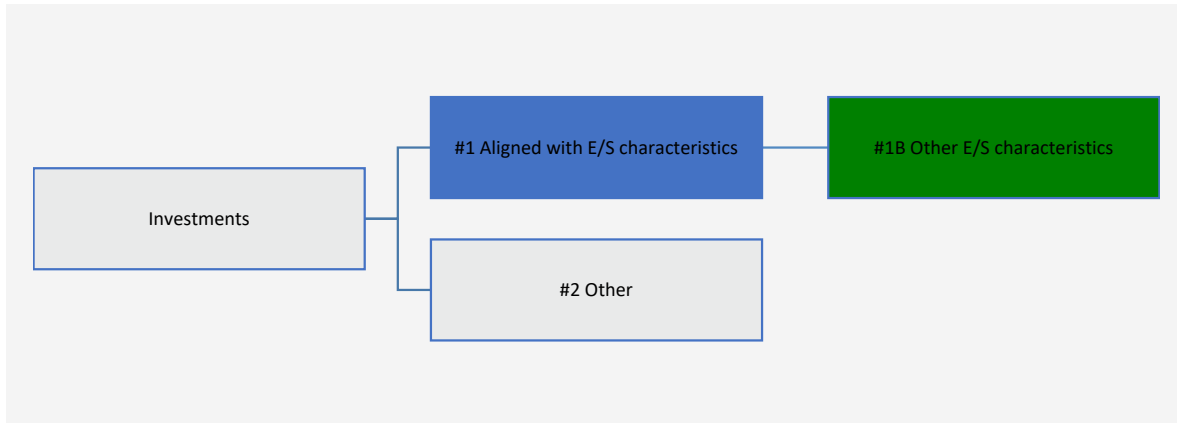 #1 Aligned with E/S characteristics
#1B Other E/S characteristics
Investments
#2 Other